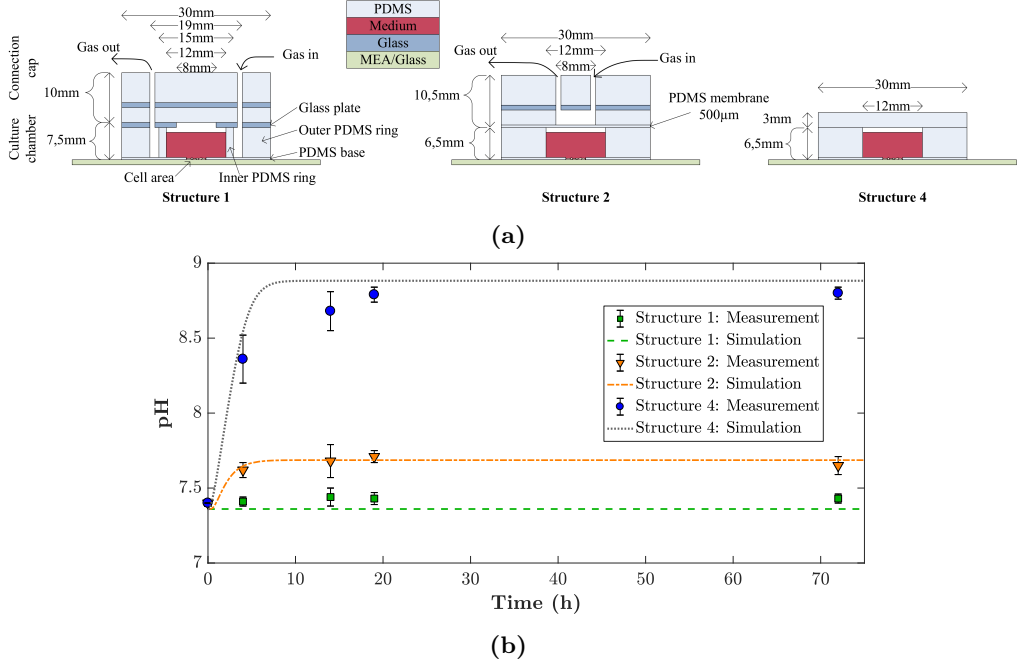 (a)
30mm
19mm
15mm
12mm
8mm
Gas out
Gas in
Connection cap
10mm
Culture chamber
7,5mm
Glass plate
Outer PDMS ring
PDMS base
Cell area
Inner PDMS ring
Structure 1
PDMS
Medium
Glass
MEA/Glass
30mm
12mm
8mm
Gas out
Gas in
10,5mm
6,5mm
PDMS membrane
500µm
Structure 2
30mm
12mm
3mm
6,5mm
Structure 4
(a)
9
8.5
8
7.5
7
pH
0
10
20
30
40
50
60
70
Time (h)
Structure 1: Measurement
Structure 1: Simulation
Structure 2: Measurement
Structure 2: Simulation
Structure 4: Measurement
Structure 4: Simulation
(b)